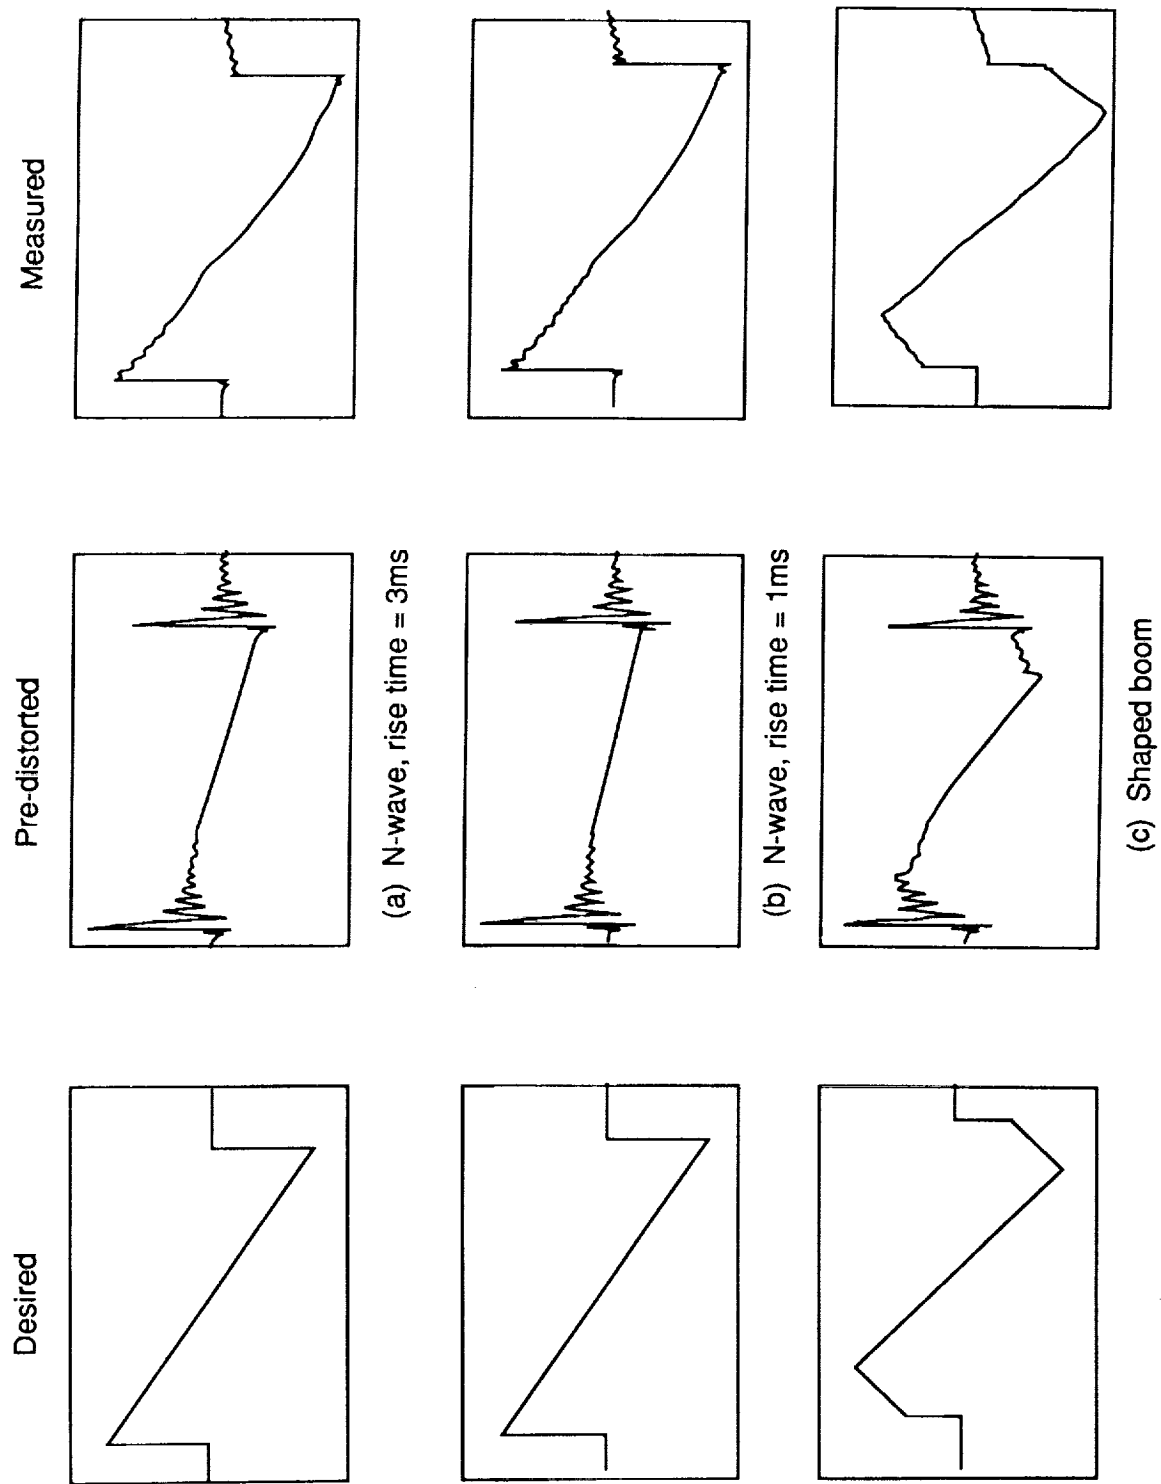 Desired
Pre-distorted
Measured
(a) N-wave, rise time = 3ms
(b) N-wave, rise time = 1ms
(c) Shaped boom